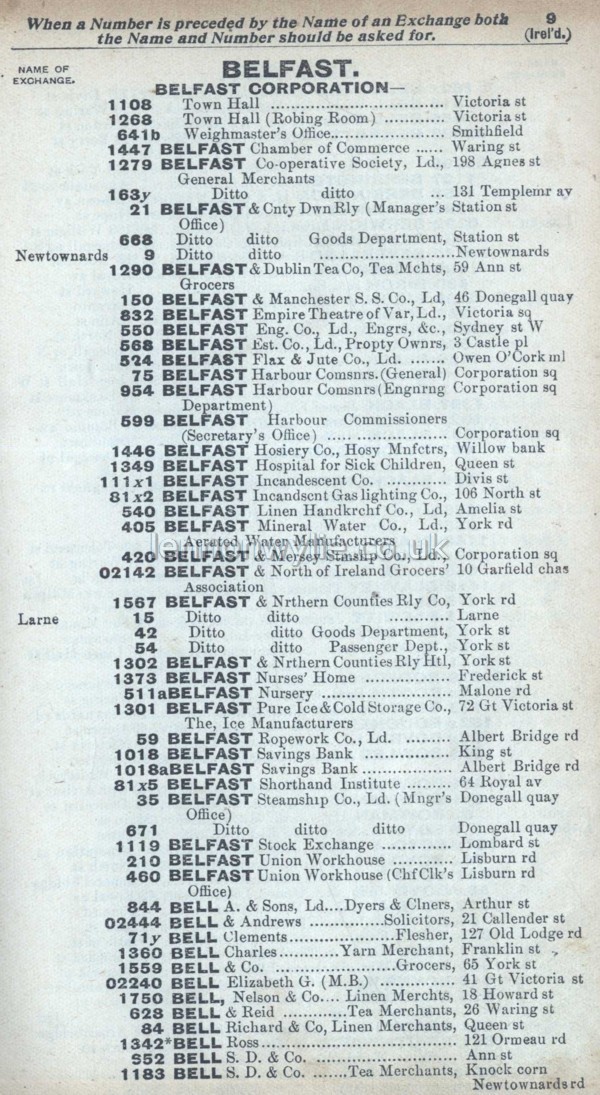 When a Number is preceded by the Name of an Exchange both
the Name and Number should be asked for.
9
(Irel'd.)
NAME OF
EXCHANGE.
BELFAST.
BELFAST CORPORATION—
1108 Town Hall .................................. Victoria st
1268 Town Hall (Robing Room) ............ Victoria st
641b Weighmaster's Office...................... Smithfield
1447 BELFAST Chamber of Commerce ...... Waring st
1279 BELFAST Co-operative Society, Ld., 198 Agnes st
General Merchants
163y Ditto ditto ... 131 Templemr av
21 BELFAST & Cnty Dwn Rly (Manager's Station st
Office)
668 Ditto ditto Goods Department, Station st
Newtownards 9 Ditto ditto ...........................Newtownards
1290 BELFAST & Dublin Tea Co, Tea Mchts, 59 Ann st
Grocers
150 BELFAST & Manchester S. S. Co., Ld, 46 Donegall quay
832 BELFAST Empire Theatre of Var, Ld., Victoria sq
550 BELFAST Eng. Co., Ld., Engrs, &c., Sydney st W
568 BELFAST Est. Co., Ld., Propty Ownrs, 3 Castle pl
524 BELFAST Flax & Jute Co., Ld. ....... Owen O'Cork ml
75 BELFAST Harbour Comsnrs. (General) Corporation sq
954 BELFAST Harbour Comsnrs (Engnrng Corporation sq
Department)
599 BELFAST Harbour Commissioners
(Secretary's Office) ..... .................. Corporation sq
1446 BELFAST Hosiery Co., Hosy Mnfctrs, Willow bank
1349 BELFAST Hospital for Sick Children, Queen st
111x1 BELFAST Incandescent Co. ............ Divis st
81x2 BELFAST Incandscnt Gas lighting Co., 106 North st
540 BELFAST Linen Handkrchf Co., Ld, Amelia st
405 BELFAST Mineral Water Co., Ld., York rd
Aerated Water Manufacturers
420 BELFAST & Mersey Stmship Co., Ld., Corporation sq
02142 BELFAST & North of Ireland Grocers' 10 Garfield chas
Association
1567 BELFAST & Nrthern Counties Rly Co, York rd
Larne 15 Ditto ditto ............ Larne
42 Ditto ditto Goods Department, York st
54 Ditto ditto Passenger Dept., York st
1302 BELFAST & Nrthern Counties Rly Htl, York st
1373 BELFAST Nurses' Home ................. Frederick st
511a BELFAST Nursery ......................... Malone rd
1301 BELFAST Pure Ice & Cold Storage Co., 72 Gt Victoria st
The, Ice Manufacturers
59 BELFAST Ropework Co., Ld. ......... Albert Bridge rd
1018 BELFAST Savings Bank ................. King st
1018a BELFAST Savings Bank.................. Albert Bridge rd
81x5 BELFAST Shorthand Institute ......... 64 Royal av
35 BELFAST Steamship Co., Ld. (Mngr's Donegall quay
Office)
671 Ditto ditto ditto Donegall quay
1119 BELFAST Stock Exchange .............. Lombard st
210 BELFAST Union Workhouse ............ Lisburn rd
460 BELFAST Union Workhouse (Chf Clk's Lisburn rd
Office)
844 BELL A. & Sons, Ld....Dyers & Clners, Arthur st
02444 BELL & Andrews ...............Solicitors, 21 Callender st
71y BELL Clements.....................Flesher, 127 Old Lodge rd
1360 BELL Charles............Yarn Merchant, Franklin st
1559 BELL & Co. ........................Grocers, 65 York st
02240 BELL Elizabeth G. (M.B.) ............... 41 Gt Victoria st
1750 BELL, Nelson & Co.... Linen Merchts, 18 Howard st
628 BELL & Reid .............Tea Merchants, 26 Waring st
84 BELL Richard & Co, Linen Merchants, Queen st
1342* BELL Ross................................... 121 Ormeau rd
952 BELL S. D. & Co. ........................... Ann st
1183 BELL S. D. & Co. .......Tea Merchants, Knock corn
Newtownards rd